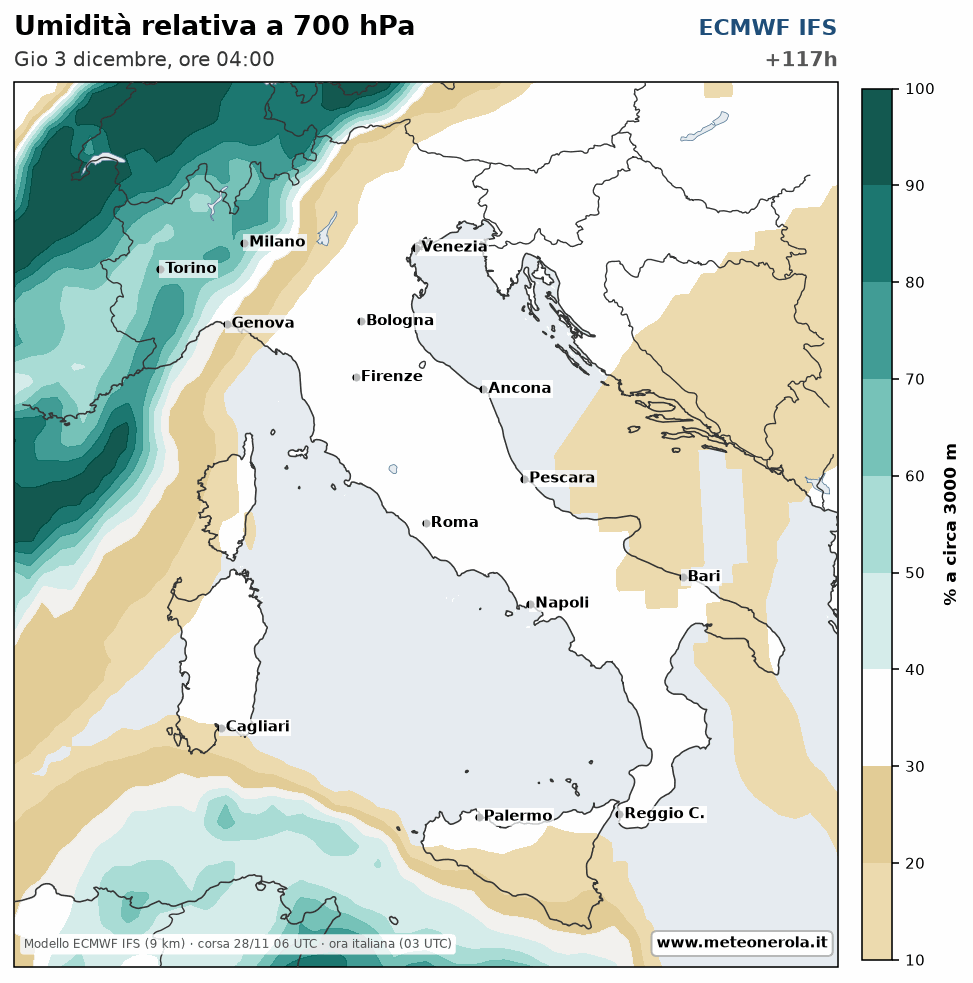 Umidità relativa a 700 hPa
ECMWF IFS
Gio 3 dicembre, ore 04:00
+117h
100
90
80
70
60
50
40
30
20
10
% a circa 3000 m
Milano
Venezia
Torino
Genova
Bologna
Firenze
Ancona
Pescara
Roma
Bari
Napoli
Cagliari
Palermo
Reggio C.
Modello ECMWF IFS (9 km) · corsa 28/11 06 UTC · ora italiana (03 UTC)
www.meteonerola.it